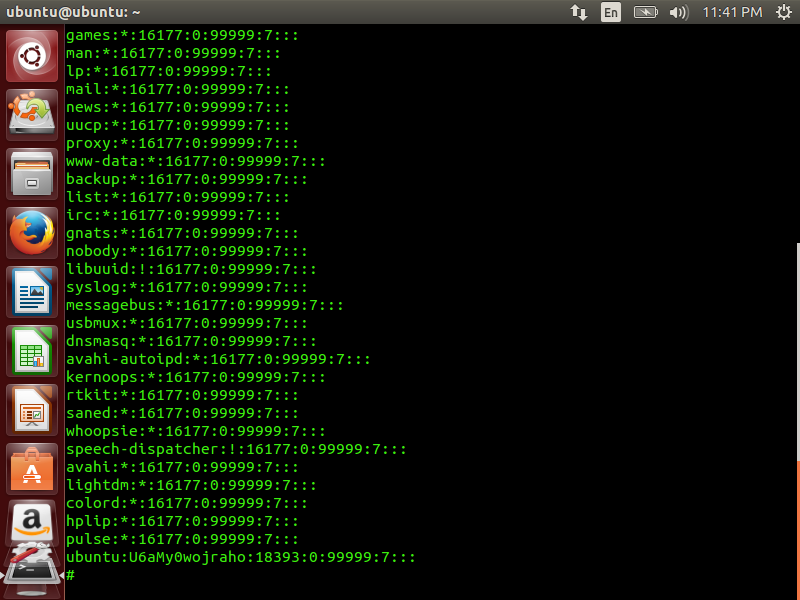 ubuntu@ubuntu: ~
En
11:41 PM
games:*:16177:0:99999:7:::
man:*:16177:0:99999:7:::
lp:*:16177:0:99999:7:::
mail:*:16177:0:99999:7:::
news:*:16177:0:99999:7:::
uucp:*:16177:0:99999:7:::
proxy:*:16177:0:99999:7:::
www-data:*:16177:0:99999:7:::
backup:*:16177:0:99999:7:::
list:*:16177:0:99999:7:::
irc:*:16177:0:99999:7:::
gnats:*:16177:0:99999:7:::
nobody:*:16177:0:99999:7:::
libuuid:!:16177:0:99999:7:::
syslog:*:16177:0:99999:7:::
messagebus:*:16177:0:99999:7:::
usbmux:*:16177:0:99999:7:::
dnsmasq:*:16177:0:99999:7:::
avahi-autoipd:*:16177:0:99999:7:::
kernoops:*:16177:0:99999:7:::
rtkit:*:16177:0:99999:7:::
saned:*:16177:0:99999:7:::
whoopsie:*:16177:0:99999:7:::
speech-dispatcher:!:16177:0:99999:7:::
avahi:*:16177:0:99999:7:::
lightdm:*:16177:0:99999:7:::
colord:*:16177:0:99999:7:::
hplip:*:16177:0:99999:7:::
pulse:*:16177:0:99999:7:::
ubuntu:U6aMy0wojraho:18393:0:99999:7:::
#